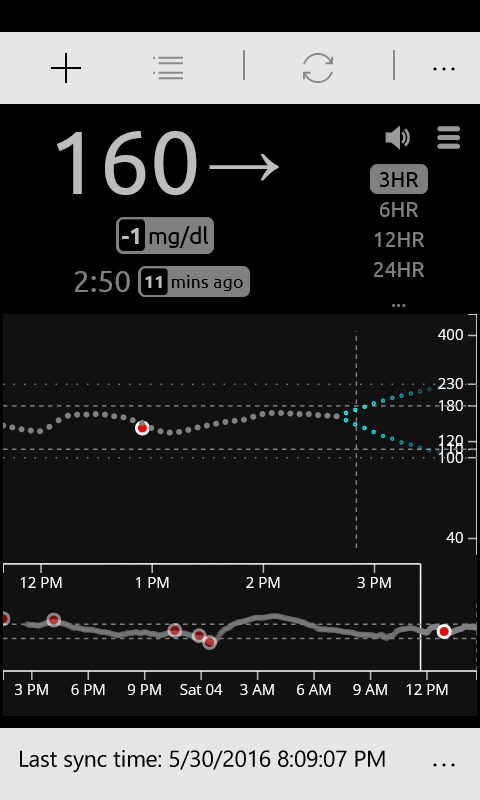 ...
160→
3HR
6HR
12HR
24HR
...
-1 mg/dl
2:50 11 mins ago
400
230
180
120
110
100
40
12 PM 1 PM 2 PM 3 PM
3 PM 6 PM 9 PM Sat 04 3 AM 6 AM 9 AM 12 PM
Last sync time: 5/30/2016 8:09:07 PM ...